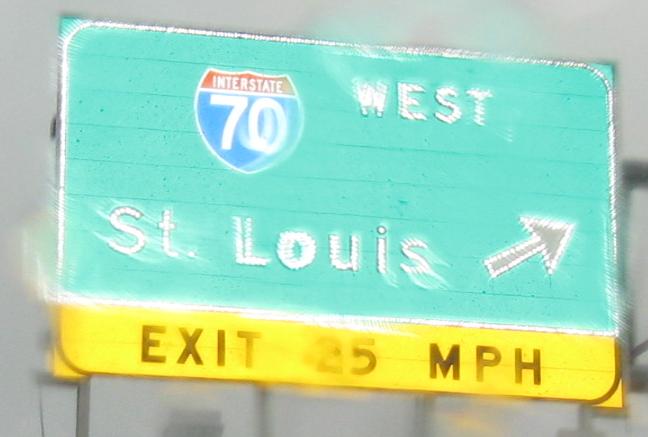 INTERSTATE
70 WEST
St. Louis
EXIT 25 MPH